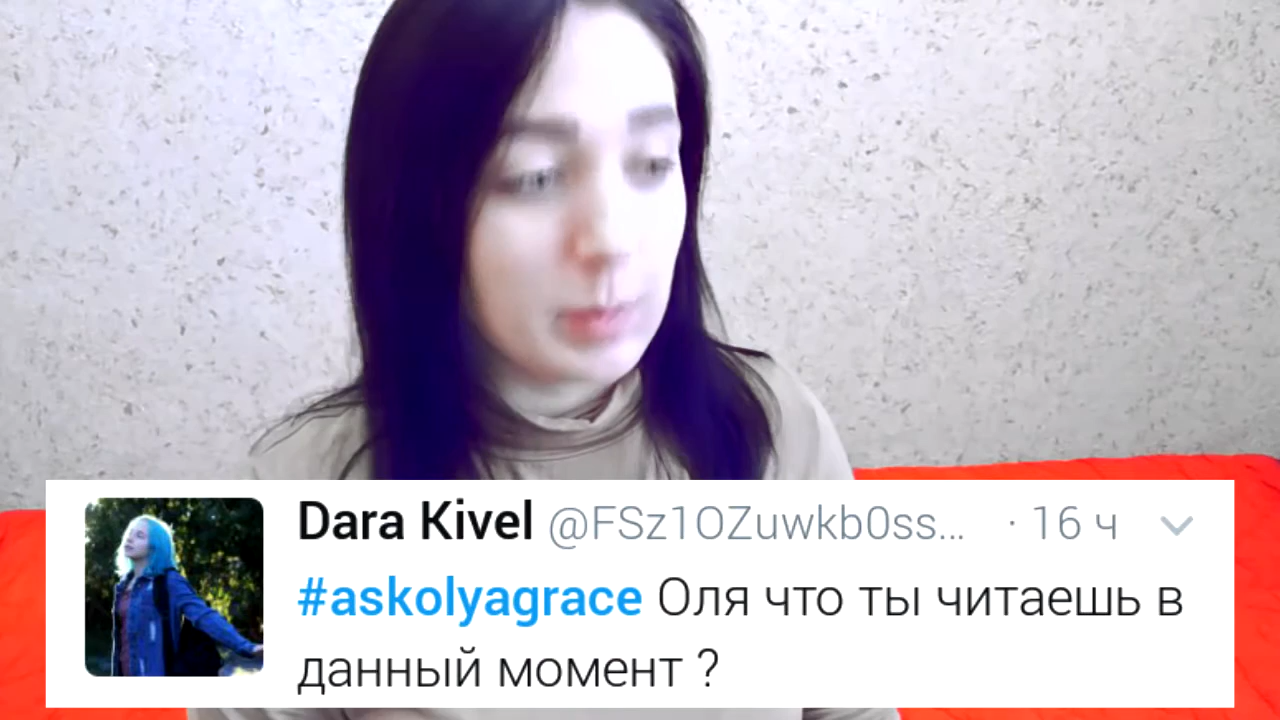 Dara Kivel @FSz1OZuwkb0ss... · 16 ч
#askolyagrace Оля что ты читаешь в
данный момент ?